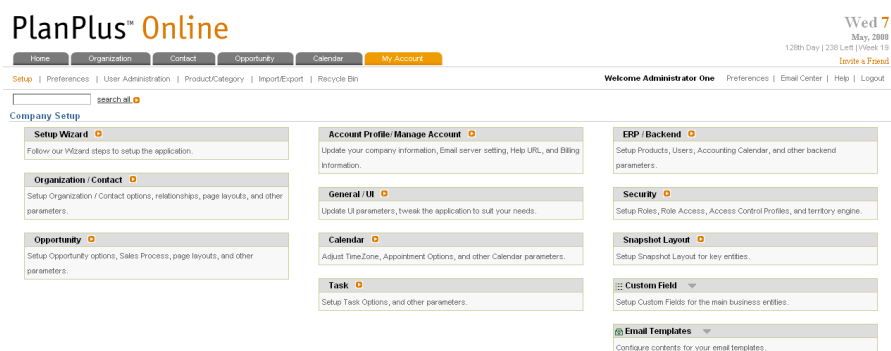 PlanPlus™ Online
Wed 7
May, 2008
128th Day | 238 Left | Week 19
Invite a Friend
Home Organization Contact Opportunity Calendar My Account
Setup | Preferences | User Administration | Product/Category | Import/Export | Recycle Bin
Welcome Administrator One Preferences | Email Center | Help | Logout
search all
Company Setup
Setup Wizard
Follow our Wizard steps to setup the application.
Organization / Contact
Setup Organization / Contact options, relationships, page layouts, and other
parameters.
Opportunity
Setup Opportunity options, Sales Process, page layouts, and other
parameters.
Account Profile/ Manage Account
Update your company information, Email server setting, Help URL, and Billing
Information.
General / UI
Update UI parameters, tweak the application to suit your needs.
Calendar
Adjust TimeZone, Appointment Options, and other Calendar parameters.
Task
Setup Task Options, and other parameters.
ERP / Backend
Setup Products, Users, Accounting Calendar, and other backend
parameters.
Security
Setup Roles, Role Access, Access Control Profiles, and territory engine.
Snapshot Layout
Setup Snapshot Layout for key entities.
Custom Field
Setup Custom Fields for the main business entities.
Email Templates
Configure contents for your email templates.